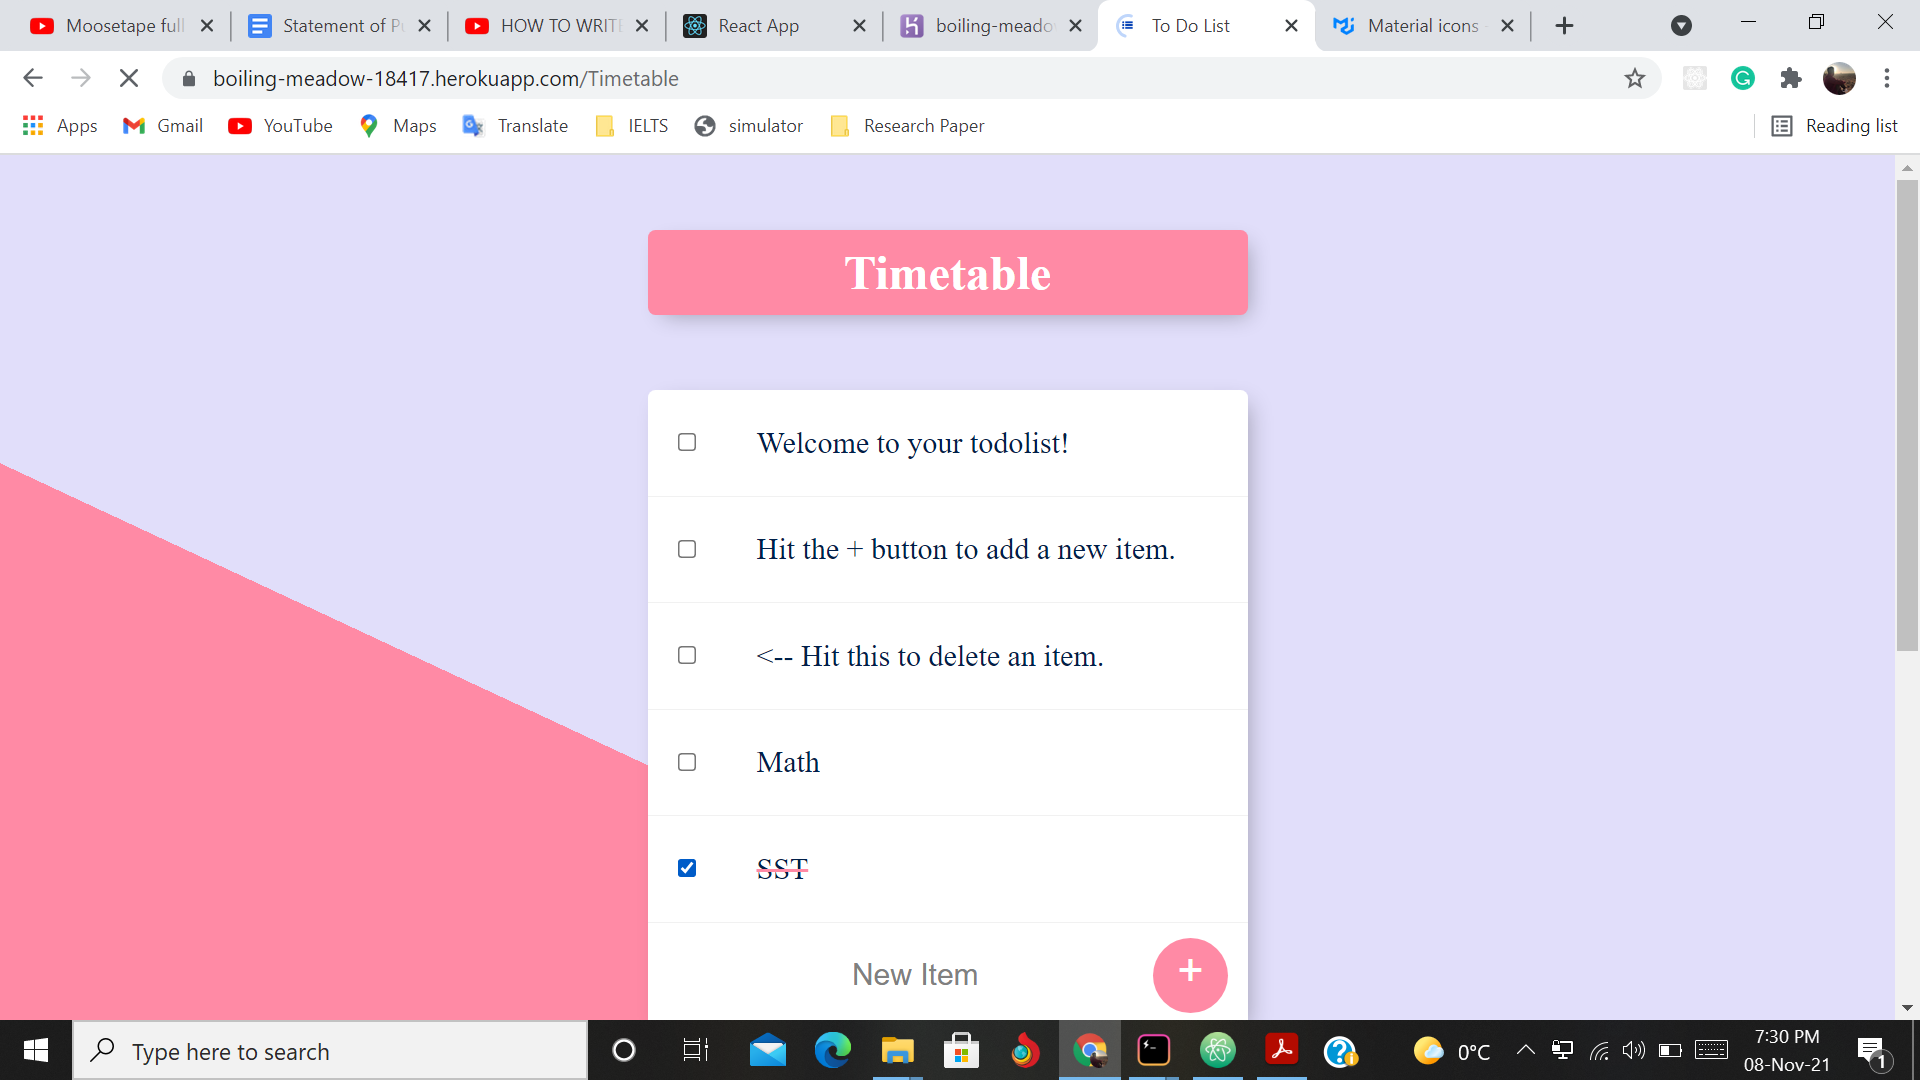 Moosetape full
Statement of Pu
HOW TO WRITE
React App
boiling-meado
To Do List
Material icons -
boiling-meadow-18417.herokuapp.com/Timetable
Apps
Gmail
YouTube
Maps
Translate
IELTS
simulator
Research Paper
Reading list
Timetable
Welcome to your todolist!
Hit the + button to add a new item.
<-- Hit this to delete an item.
Math
SST
New Item
+
Type here to search
0°C
7:30 PM
08-Nov-21
1